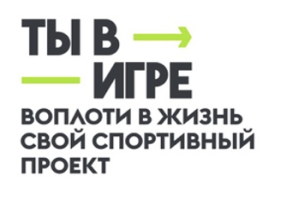 ТЫ В
ИГРЕ
ВОПЛОТИ В ЖИЗНЬ
СВОЙ СПОРТИВНЫЙ
ПРОЕКТ